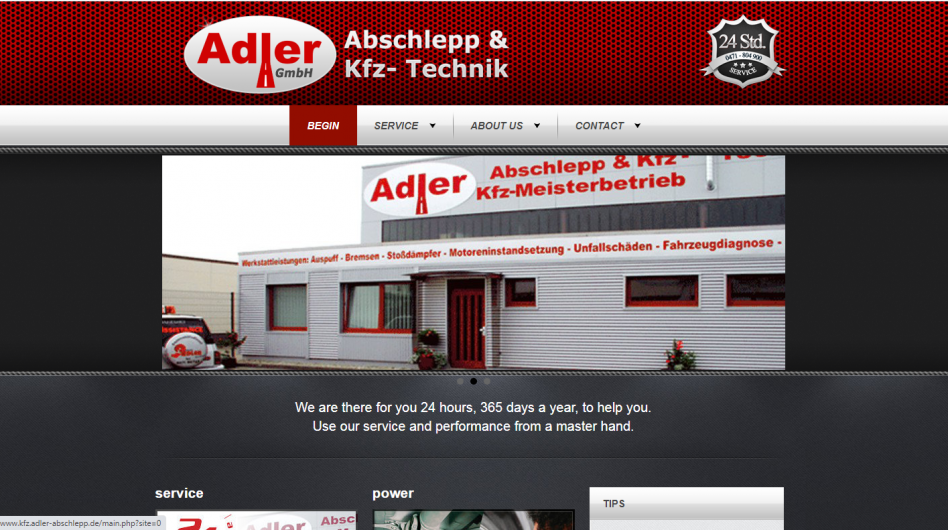 Adler
GmbH
Abschlepp &
Kfz- Technik
24 Std.
0471 - 804 900
SERVICE
BEGIN
SERVICE
ABOUT US
CONTACT
Adler
Abschlepp & Kfz -
Kfz-Meisterbetrieb
Werkstattleistungen: Auspuff - Bremsen - Stoßdämpfer - Motoreninstandsetzung - Unfallschäden - Fahrzeugdiagnose -
We are there for you 24 hours, 365 days a year, to help you.
Use our service and performance from a master hand.
service
power
TIPS
www.kfz.adler-abschlepp.de/main.php?site=0